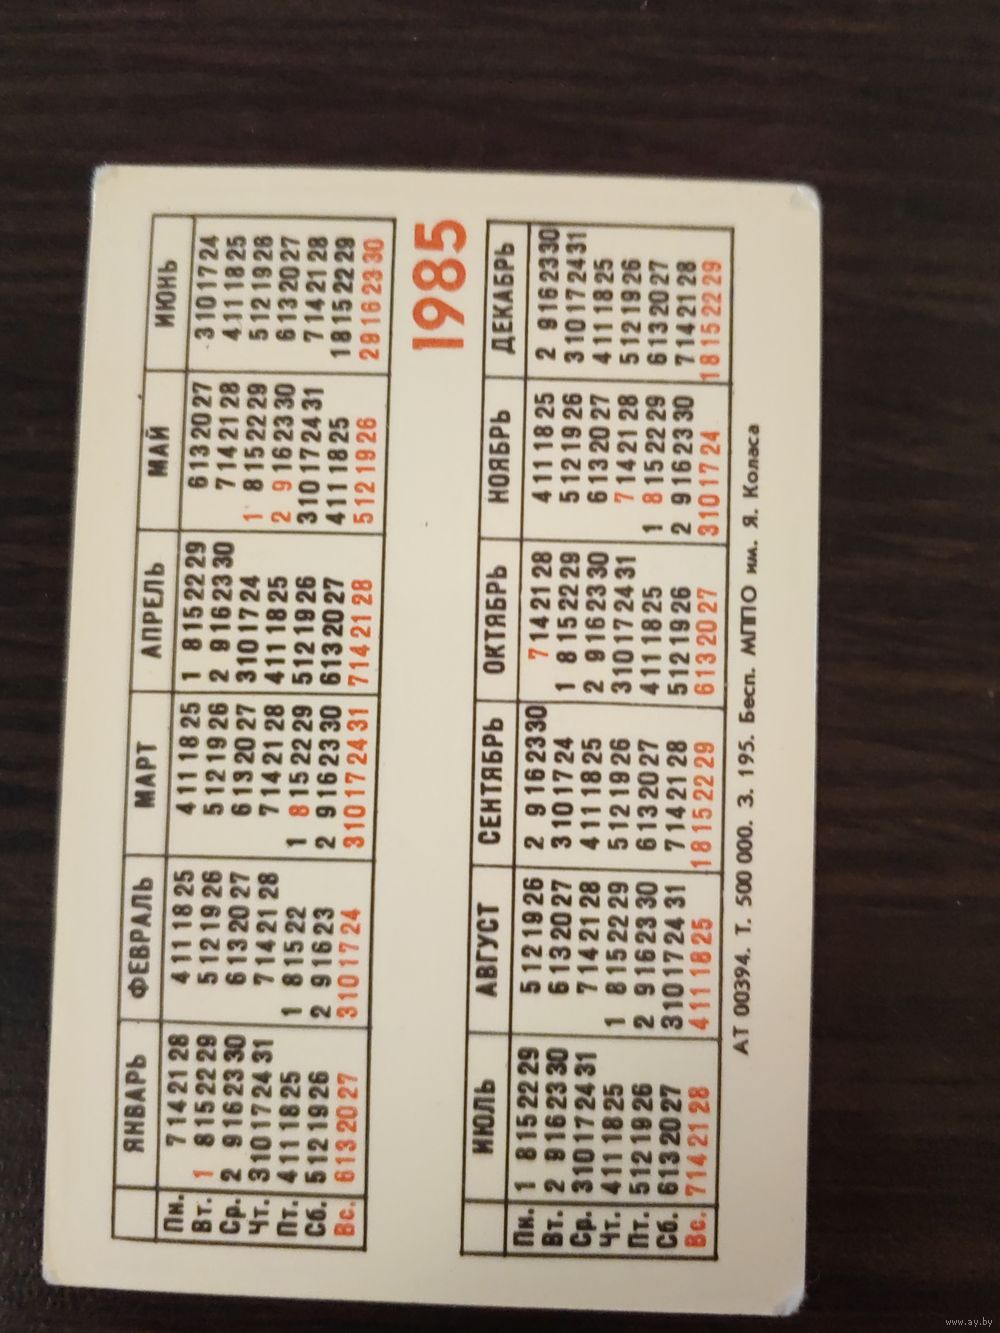 ЯНВАРЬ ФЕВРАЛЬ МАРТ АПРЕЛЬ МАЙ ИЮНЬ
Пн. 7 14 21 28 4 11 18 25 4 11 18 25 1 8 15 22 29 6 13 20 27 3 10 17 24
Вт. 1 8 15 22 29 5 12 19 26 5 12 19 26 2 9 16 23 30 7 14 21 28 4 11 18 25
Ср. 2 9 16 23 30 6 13 20 27 6 13 20 27 3 10 17 24 1 8 15 22 29 5 12 19 26
Чт. 3 10 17 24 31 7 14 21 28 7 14 21 28 4 11 18 25 2 9 16 23 30 6 13 20 27
Пт. 4 11 18 25 1 8 15 22 1 8 15 22 29 5 12 19 26 3 10 17 24 31 7 14 21 28
Сб. 5 12 19 26 2 9 16 23 2 9 16 23 30 6 13 20 27 4 11 18 25 1 8 15 22 29
Вс. 6 13 20 27 3 10 17 24 3 10 17 24 31 7 14 21 28 5 12 19 26 2 9 16 23 30
1985
ИЮЛЬ АВГУСТ СЕНТЯБРЬ ОКТЯБРЬ НОЯБРЬ ДЕКАБРЬ
Пн. 1 8 15 22 29 5 12 19 26 2 9 16 23 30 7 14 21 28 4 11 18 25 2 9 16 23 30
Вт. 2 9 16 23 30 6 13 20 27 3 10 17 24 1 8 15 22 29 5 12 19 26 3 10 17 24 31
Ср. 3 10 17 24 31 7 14 21 28 4 11 18 25 2 9 16 23 30 6 13 20 27 4 11 18 25
Чт. 4 11 18 25 1 8 15 22 29 5 12 19 26 3 10 17 24 31 7 14 21 28 5 12 19 26
Пт. 5 12 19 26 2 9 16 23 30 6 13 20 27 4 11 18 25 1 8 15 22 29 6 13 20 27
Сб. 6 13 20 27 3 10 17 24 31 7 14 21 28 5 12 19 26 2 9 16 23 30 7 14 21 28
Вс. 7 14 21 28 4 11 18 25 1 8 15 22 29 6 13 20 27 3 10 17 24 1 8 15 22 29
АТ 00394. Т. 500 000. З. 195. Бесп. МППО им. Я. Коласа
www.ay.by